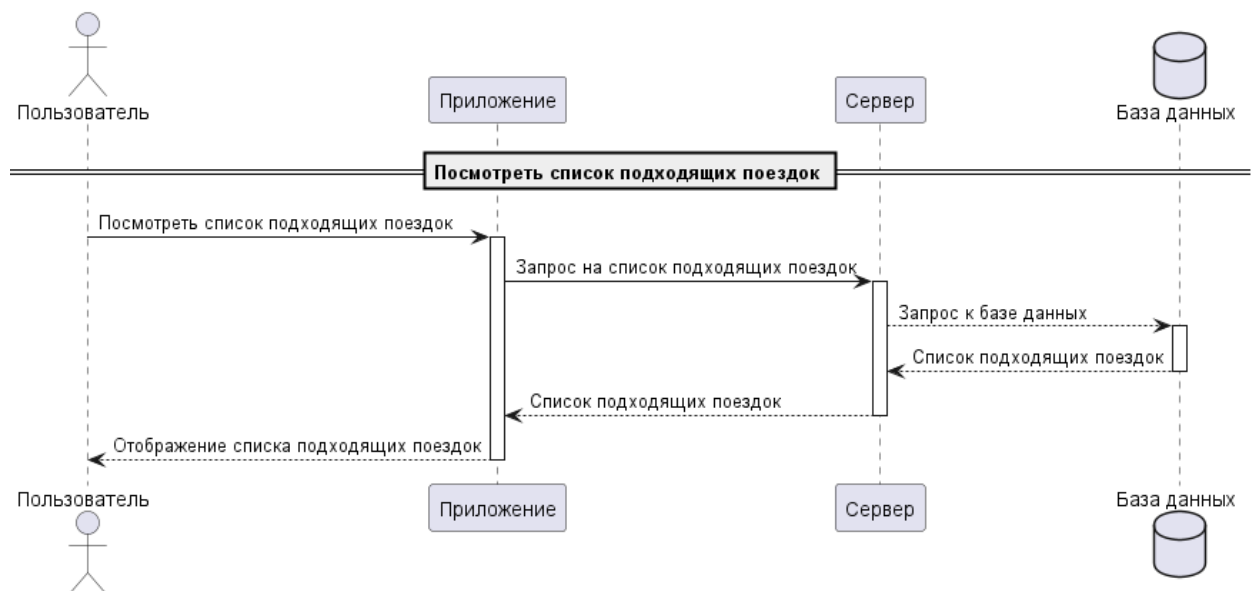 Пользователь
Приложение
Сервер
База данных
Посмотреть список подходящих поездок
Посмотреть список подходящих поездок
Запрос на список подходящих поездок
Запрос к базе данных
Список подходящих поездок
Список подходящих поездок
Отображение списка подходящих поездок
Пользователь
Приложение
Сервер
База данных